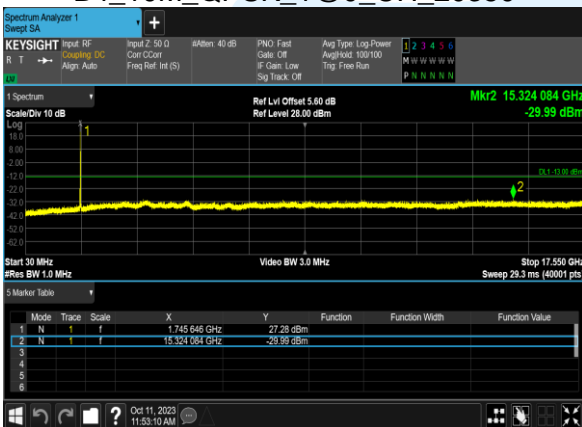 Spectrum Analyzer 1
Swept SA
+
KEYSIGHT
Input: RF
Coupling: DC
Align: Auto
Input Z: 50 Ω
Corr CCorr
Freq Ref: Int (S)
#Atten: 40 dB
PNO: Fast
Gate: Off
IF Gain: Low
Sig Track: Off
Avg Type: Log-Power
Avg|Hold: 100/100
Trig: Free Run
1 2 3 4 5 6
M W W W W W
P N N N N N
R T
LV
1 Spectrum
Scale/Div 10 dB
Ref Lvl Offset 5.60 dB
Ref Level 28.00 dBm
Mkr2 15.324 084 GHz
-29.99 dBm
Log
18.0
8.00
-2.00
-12.0
-22.0
-32.0
-42.0
-52.0
-62.0
1
DL1 -13.00 dBm
2
Start 30 MHz
#Res BW 1.0 MHz
Video BW 3.0 MHz
Stop 17.550 GHz
Sweep 29.3 ms (40001 pts
5 Marker Table
Mode Trace Scale X Y Function Function Width Function Value
1 N 1 f 1.745 646 GHz 27.28 dBm
2 N 1 f 15.324 084 GHz -29.99 dBm
3
4
5
6
?
Oct 11, 2023
11:53:10 AM